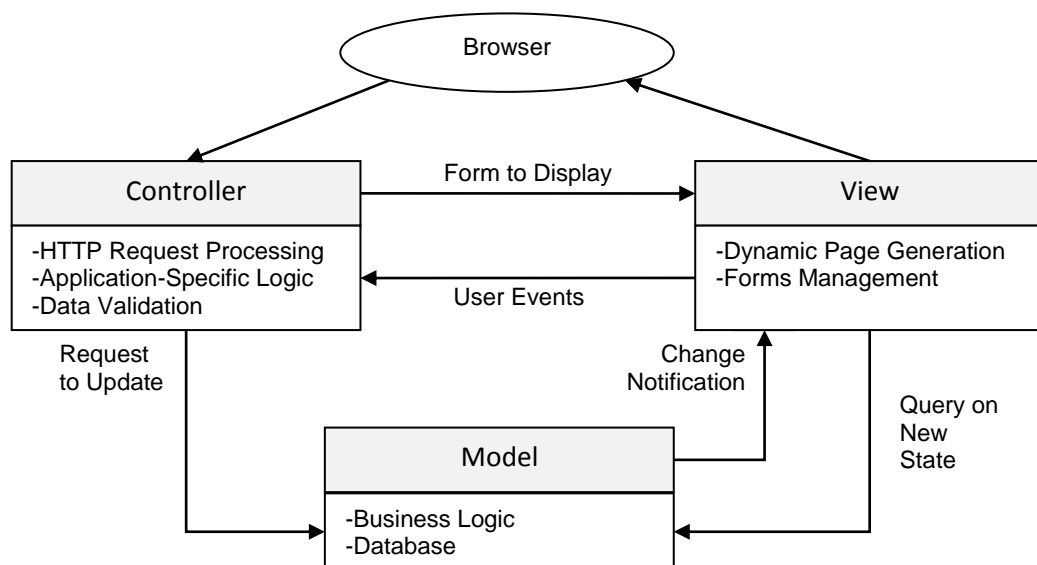 Browser
Controller
-HTTP Request Processing
-Application-Specific Logic
-Data Validation
Form to Display
User Events
View
-Dynamic Page Generation
-Forms Management
Request
to Update
Change
Notification
Query on
New
State
Model
-Business Logic
-Database